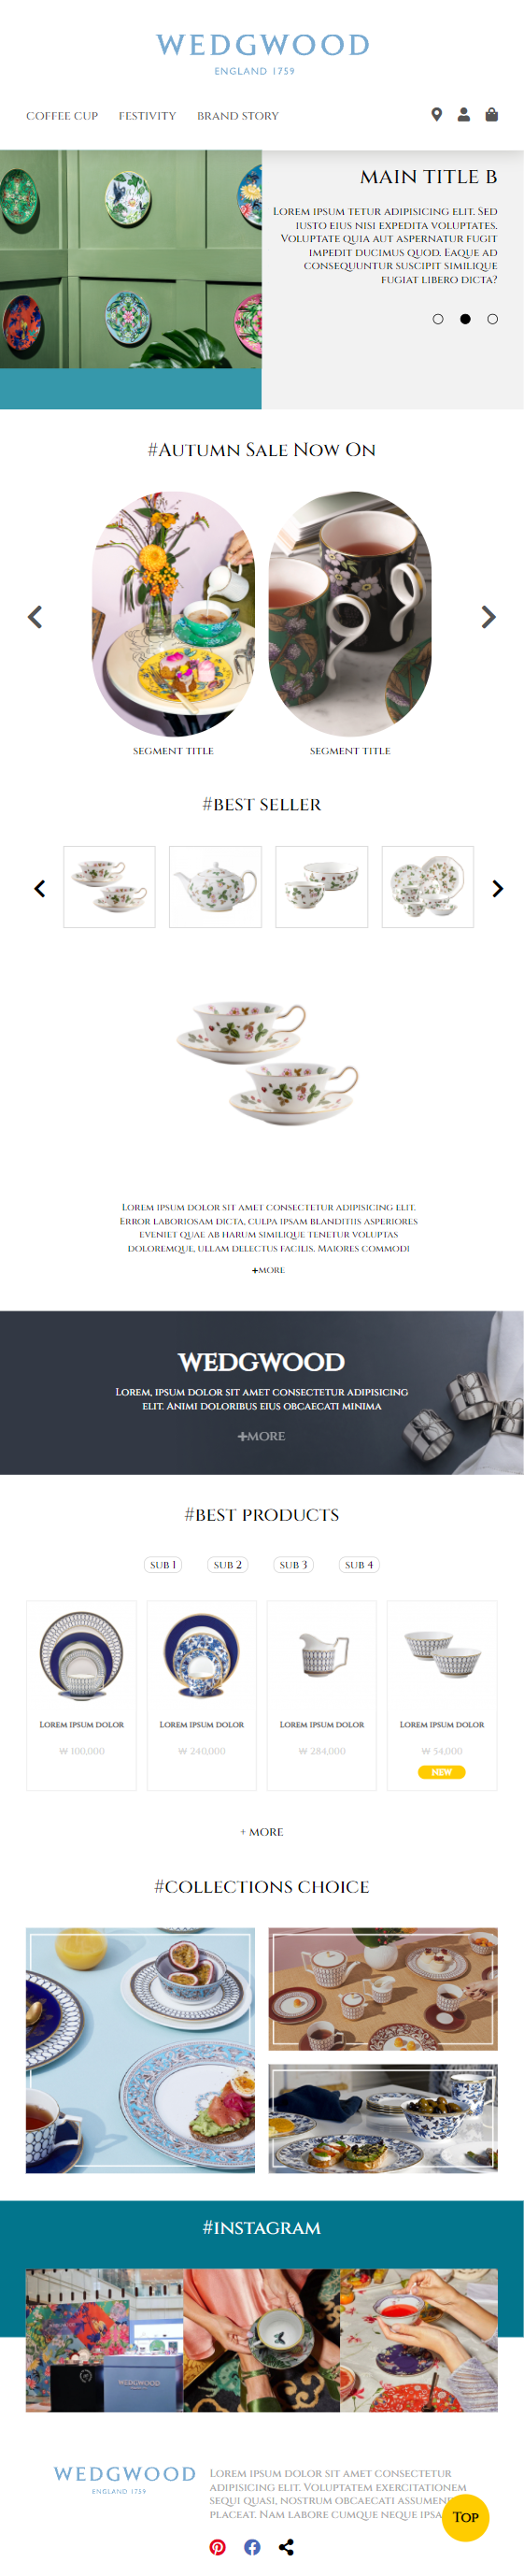 WEDGWOOD
ENGLAND 1759
COFFEE CUP FESTIVITY BRAND STORY
MAIN TITLE B
LOREM IPSUM TETUR ADIPISICING ELIT. SED
IUSTO EIUS NISI EXPEDITA VOLUPTATES.
VOLUPTATE QUIA AUT ASPERNATUR FUGIT
IMPEDIT DUCIMUS QUOD. EAQUE AD
CONSEQUUNTUR SUSCIPIT SIMILIQUE
FUGIAT LIBERO DICTA?
#AUTUMN SALE NOW ON
SEGMENT TITLE SEGMENT TITLE
#BEST SELLER
LOREM IPSUM DOLOR SIT AMET CONSECTETUR ADIPISICING ELIT.
ERROR LABORIOSAM DICTA, CULPA IPSAM BLANDITIIS ASPERIORES
EVENIET QUAE AB HARUM SIMILIQUE TENETUR VOLUPTAS
DOLOREMQUE, ULLAM DELECTUS FACILIS. MAIORES COMMODI
+MORE
WEDGWOOD
LOREM, IPSUM DOLOR SIT AMET CONSECTETUR ADIPISICING
ELIT. ANIMI DOLORIBUS EIUS OBCAECATI MINIMA
+MORE
#BEST PRODUCTS
SUB 1 SUB 2 SUB 3 SUB 4
LOREM IPSUM DOLOR LOREM IPSUM DOLOR LOREM IPSUM DOLOR LOREM IPSUM DOLOR
₩ 100,000 ₩ 240,000 ₩ 284,000 ₩ 54,000
NEW
+ MORE
#COLLECTIONS CHOICE
#INSTAGRAM
WEDGWOOD
WEDGWOOD
ENGLAND 1759
LOREM IPSUM DOLOR SIT AMET CONSECTETUR
ADIPISICING ELIT. VOLUPTATEM EXERCITATIONEM
SEQUI QUASI, NOSTRUM OBCAECATI ASSUMEN
PLACEAT. NAM LABORE CUMQUE NEQUE IPSA
TOP